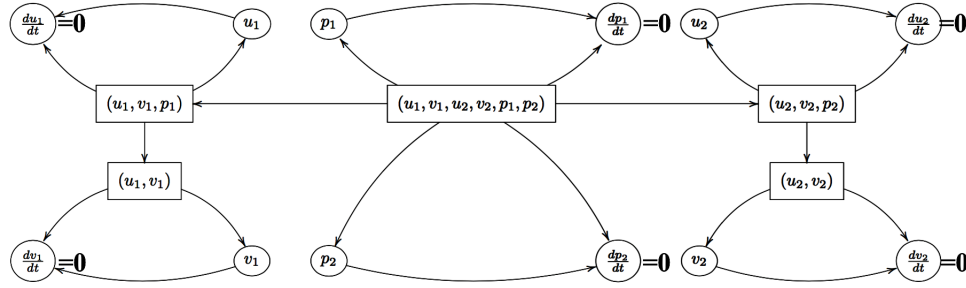 du₁/dt =0 u₁ p₁ dp₁/dt =0 u₂ du₂/dt =0
(u₁, v₁, p₁) (u₁, v₁, u₂, v₂, p₁, p₂) (u₂, v₂, p₂)
(u₁, v₁) (u₂, v₂)
dv₁/dt =0 v₁ p₂ dp₂/dt =0 v₂ dv₂/dt =0